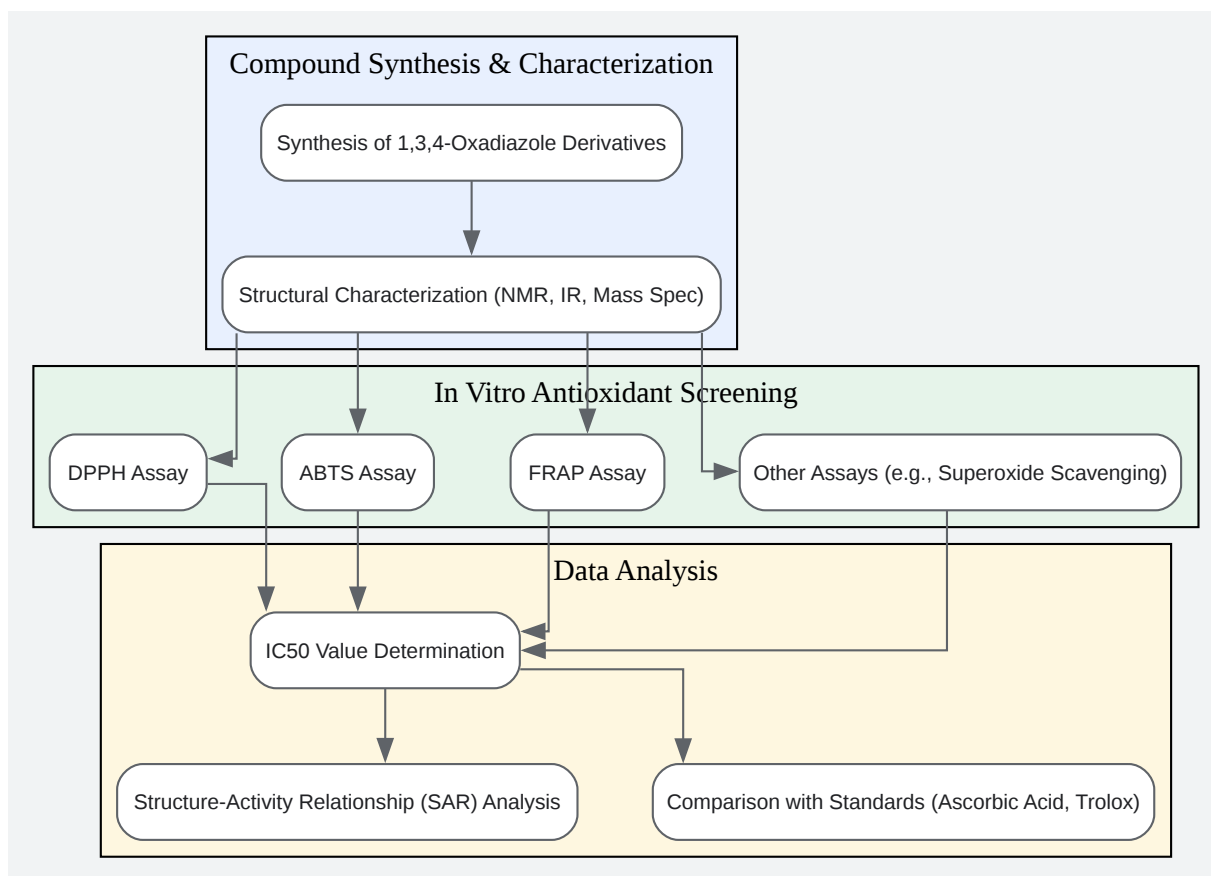 Compound Synthesis & Characterization
Synthesis of 1,3,4-Oxadiazole Derivatives
Structural Characterization (NMR, IR, Mass Spec)
In Vitro Antioxidant Screening
DPPH Assay
ABTS Assay
FRAP Assay
Other Assays (e.g., Superoxide Scavenging)
Data Analysis
IC50 Value Determination
Structure-Activity Relationship (SAR) Analysis
Comparison with Standards (Ascorbic Acid, Trolox)